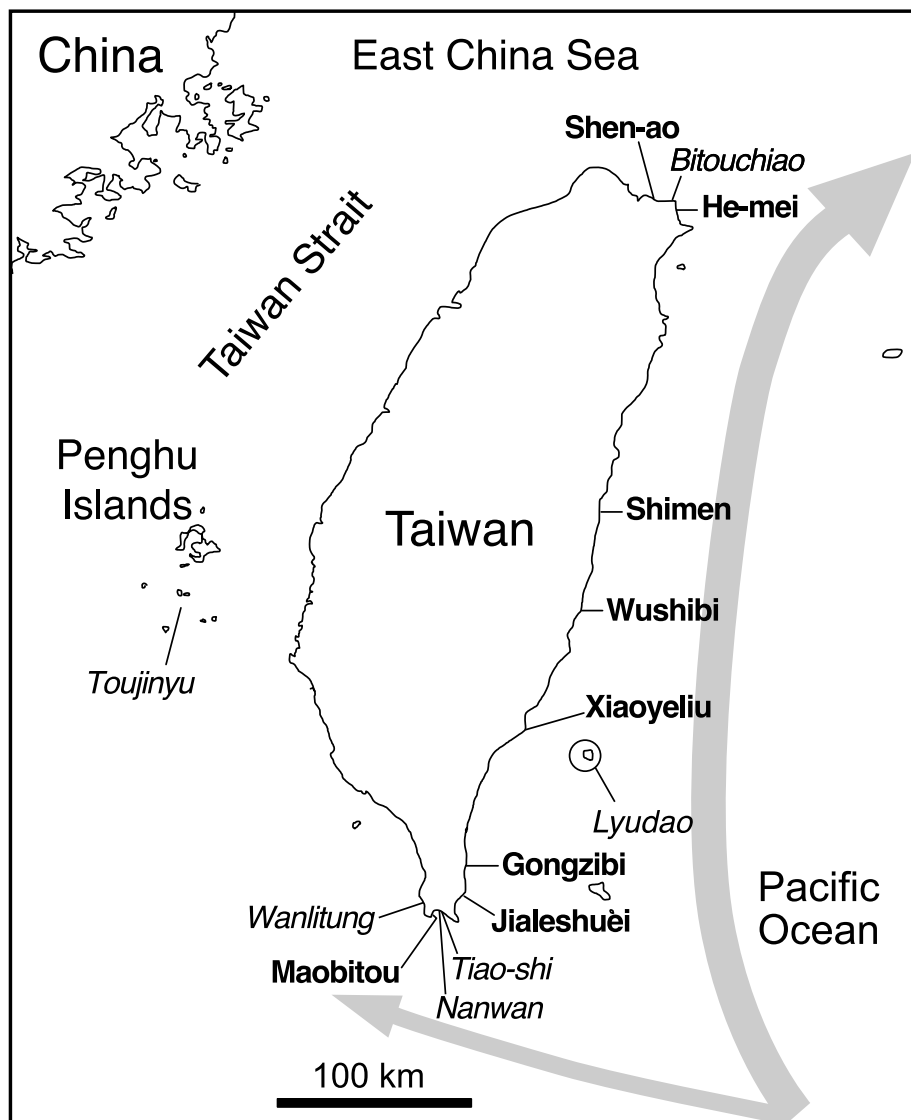 China
East China Sea
Shen-ao
Bitouchiao
He-mei
Taiwan Strait
Penghu
Islands
Taiwan
Shimen
Wushibi
Toujinyu
Xiaoyeliu
Lyudao
Gongzibi
Pacific
Ocean
Wanlitung
Jialeshuèi
Maobitou
Tiao-shi
Nanwan
100 km